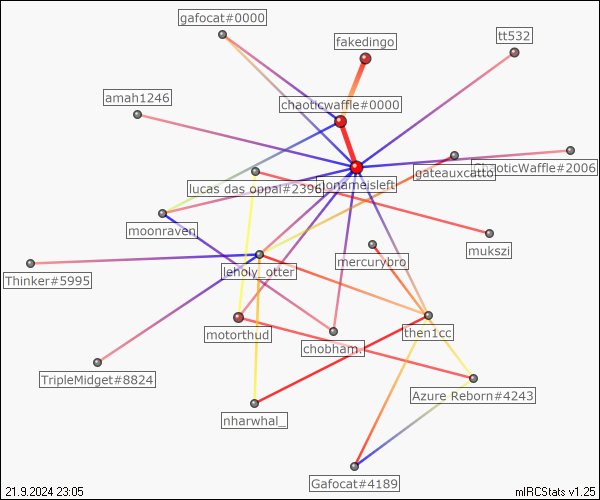 gafocat#0000
fakedingo
tt532
amah1246
chaoticwaffle#0000
ChaoticWaffle#2006
gateauxcatto
lucas das oppai#2396
nonameisleft
moonraven
mukszi
mercurybro
Thinker#5995
leholy_otter
motorthud
chobham.
then1cc
TripleMidget#8824
Azure Reborn#4243
nharwhal_
Gafocat#4189
21.9.2024 23:05
mIRCStats v1.25